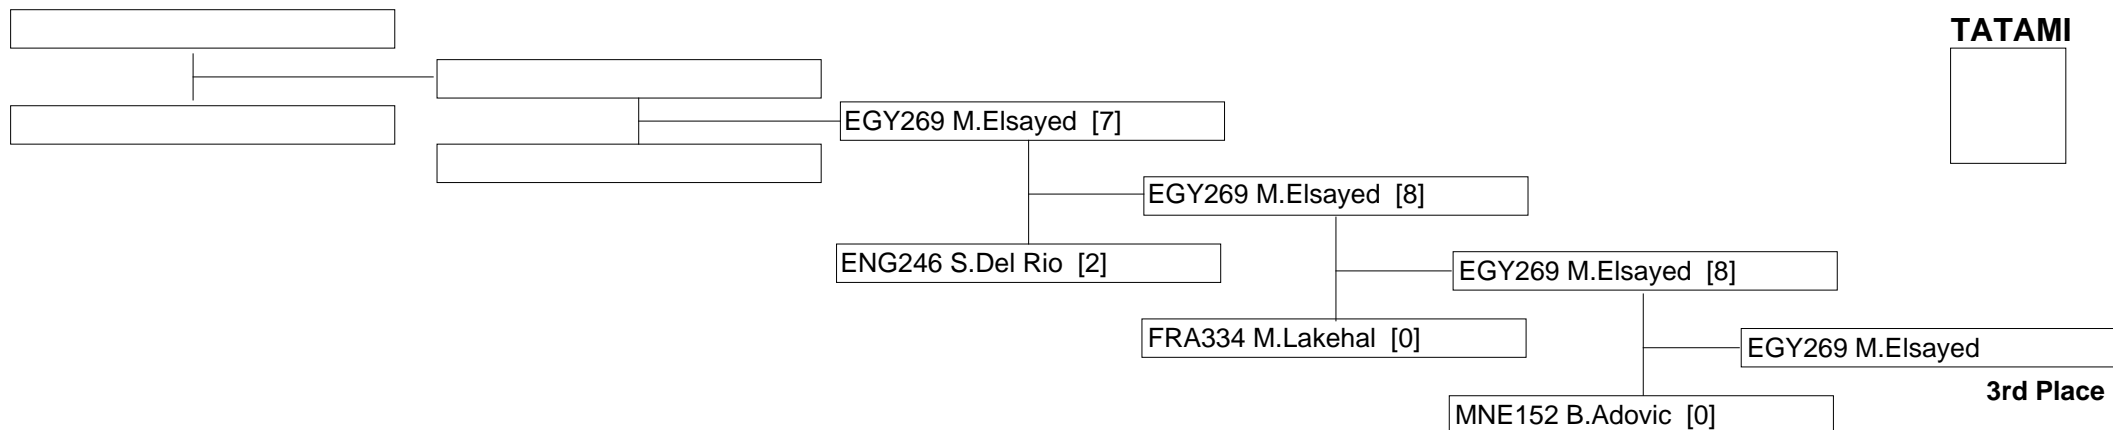 TATAMI
EGY269 M.Elsayed [7]
EGY269 M.Elsayed [8]
ENG246 S.Del Rio [2]
EGY269 M.Elsayed [8]
FRA334 M.Lakehal [0]
EGY269 M.Elsayed
3rd Place
MNE152 B.Adovic [0]